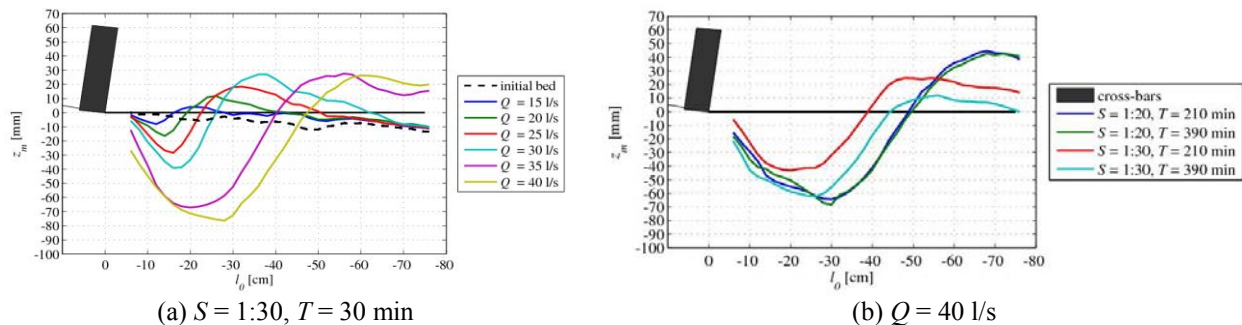 70
60
50
40
30
20
10
0
-10
-20
-30
-40
-50
-60
-70
-80
-90
-100
z_m [mm]
0 -10 -20 -30 -40 -50 -60 -70 -80
l_0 [cm]
initial bed
Q = 15 l/s
Q = 20 l/s
Q = 25 l/s
Q = 30 l/s
Q = 35 l/s
Q = 40 l/s
(a) S = 1:30, T = 30 min
70
60
50
40
30
20
10
0
-10
-20
-30
-40
-50
-60
-70
-80
-90
-100
z_m [mm]
0 -10 -20 -30 -40 -50 -60 -70 -80
l_0 [cm]
cross-bars
S = 1:20, T = 210 min
S = 1:20, T = 390 min
S = 1:30, T = 210 min
S = 1:30, T = 390 min
(b) Q = 40 l/s